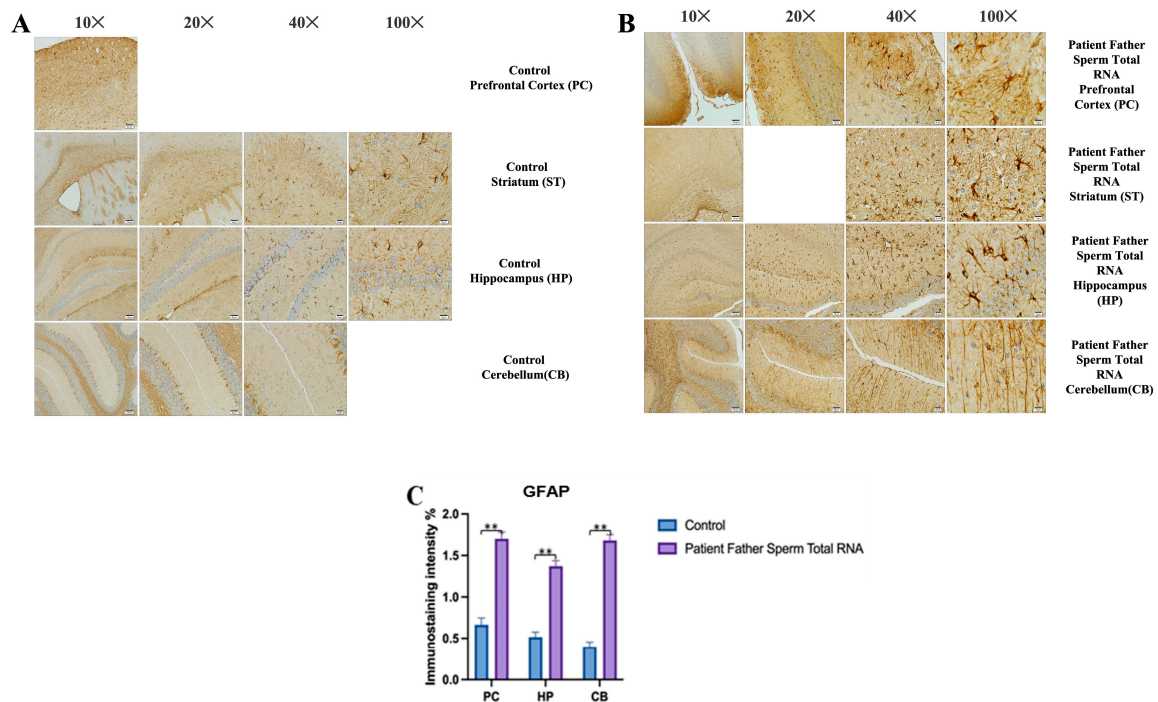 A
10× 20× 40× 100×
Control
Prefrontal Cortex (PC)
Control
Striatum (ST)
Control
Hippocampus (HP)
Control
Cerebellum(CB)
B
10× 20× 40× 100×
Patient Father
Sperm Total
RNA
Prefrontal
Cortex (PC)
Patient Father
Sperm Total
RNA
Striatum (ST)
Patient Father
Sperm Total
RNA
Hippocampus
(HP)
Patient Father
Sperm Total
RNA
Cerebellum(CB)
C
GFAP
Immunostaining intensity %
2.0
1.5
1.0
0.5
0.0
** ** **
PC HP CB
Control
Patient Father Sperm Total RNA